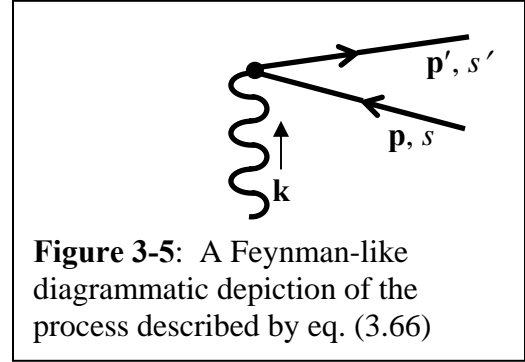 p′, s′
p, s
k
Figure 3-5: A Feynman-like
diagrammatic depiction of the
process described by eq. (3.66)